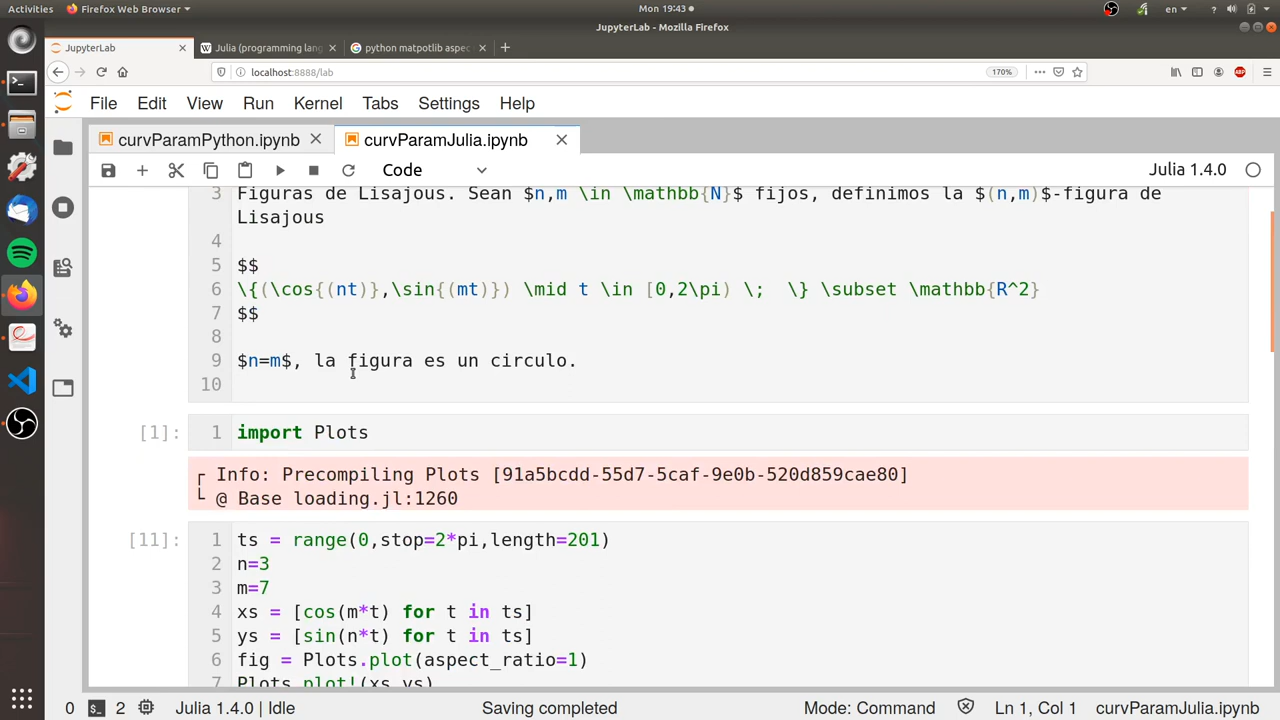 Activities Firefox Web Browser Mon 19:43 en
JupyterLab - Mozilla Firefox
JupyterLab Julia (programming lang python matpotlib aspec
localhost:8888/lab 170% ABP
File Edit View Run Kernel Tabs Settings Help
curvParamPython.ipynb curvParamJulia.ipynb
Code Julia 1.4.0
3 Figuras de Lisajous. Sean $n,m \in \mathbb{N}$ fijos, definimos la $(n,m)$-figura de
Lisajous
4
5 $$
6 \{(\cos{(nt)},\sin{(mt)}) \mid t \in [0,2\pi) \; \} \subset \mathbb{R^2}
7 $$
8
9 $n=m$, la figura es un circulo.
10
[1]: 1 import Plots
┌ Info: Precompiling Plots [91a5bcdd-55d7-5caf-9e0b-520d859cae80]
└ @ Base loading.jl:1260
[11]: 1 ts = range(0,stop=2*pi,length=201)
2 n=3
3 m=7
4 xs = [cos(m*t) for t in ts]
5 ys = [sin(n*t) for t in ts]
6 fig = Plots.plot(aspect_ratio=1)
7 Plots.plot!(xs,ys)
0 2 Julia 1.4.0 | Idle Saving completed Mode: Command Ln 1, Col 1 curvParamJulia.ipynb